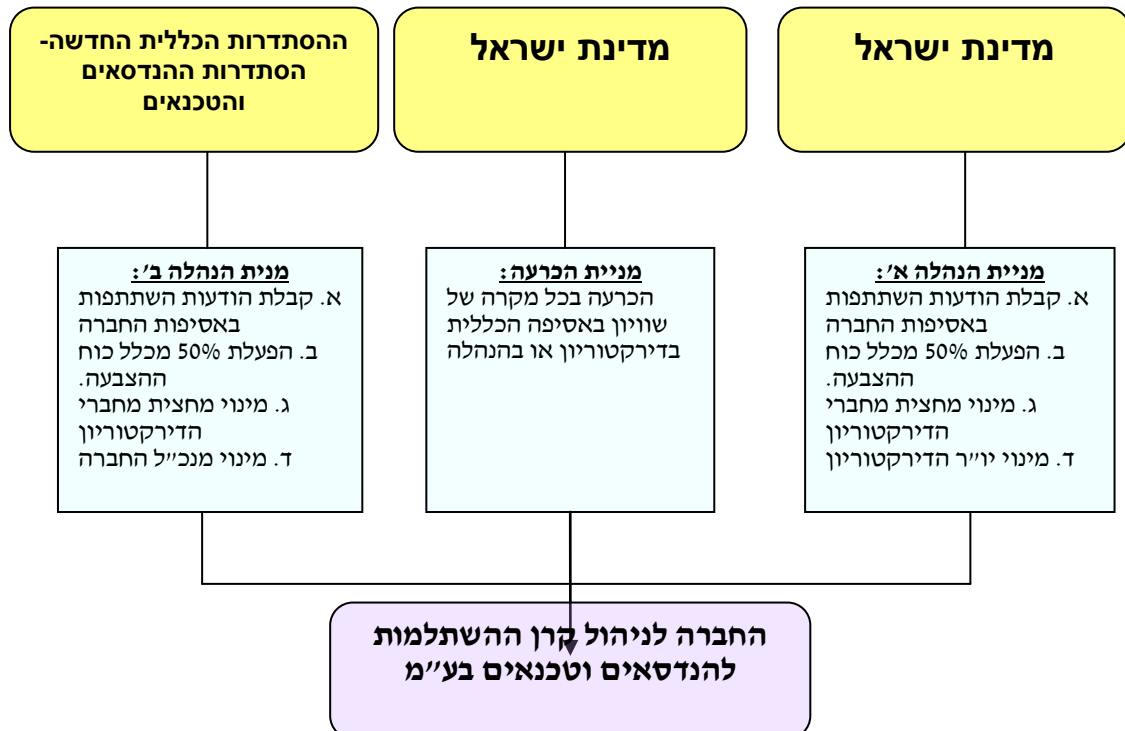 מדינת ישראל
מדינת ישראל
ההסתדרות הכללית החדשה-
הסתדרות ההנדסאים
והטכנאים
מניית הנהלה א':
א. קבלת הודעות השתתפות
באסיפות החברה
ב. הפעלת 50% מכלל כוח
ההצבעה.
ג. מינוי מחצית מחברי
הדירקטוריון
ד. מינוי יו"ר הדירקטוריון
מניית הכרעה:
הכרעה בכל מקרה של
שוויון באסיפה הכללית
בדירקטוריון או בהנהלה
מנית הנהלה ב':
א. קבלת הודעות השתתפות
באסיפות החברה
ב. הפעלת 50% מכלל כוח
ההצבעה.
ג. מינוי מחצית מחברי
הדירקטוריון
ד. מינוי מנכ"ל החברה
החברה לניהול קרן ההשתלמות
להנדסאים וטכנאים בע"מ